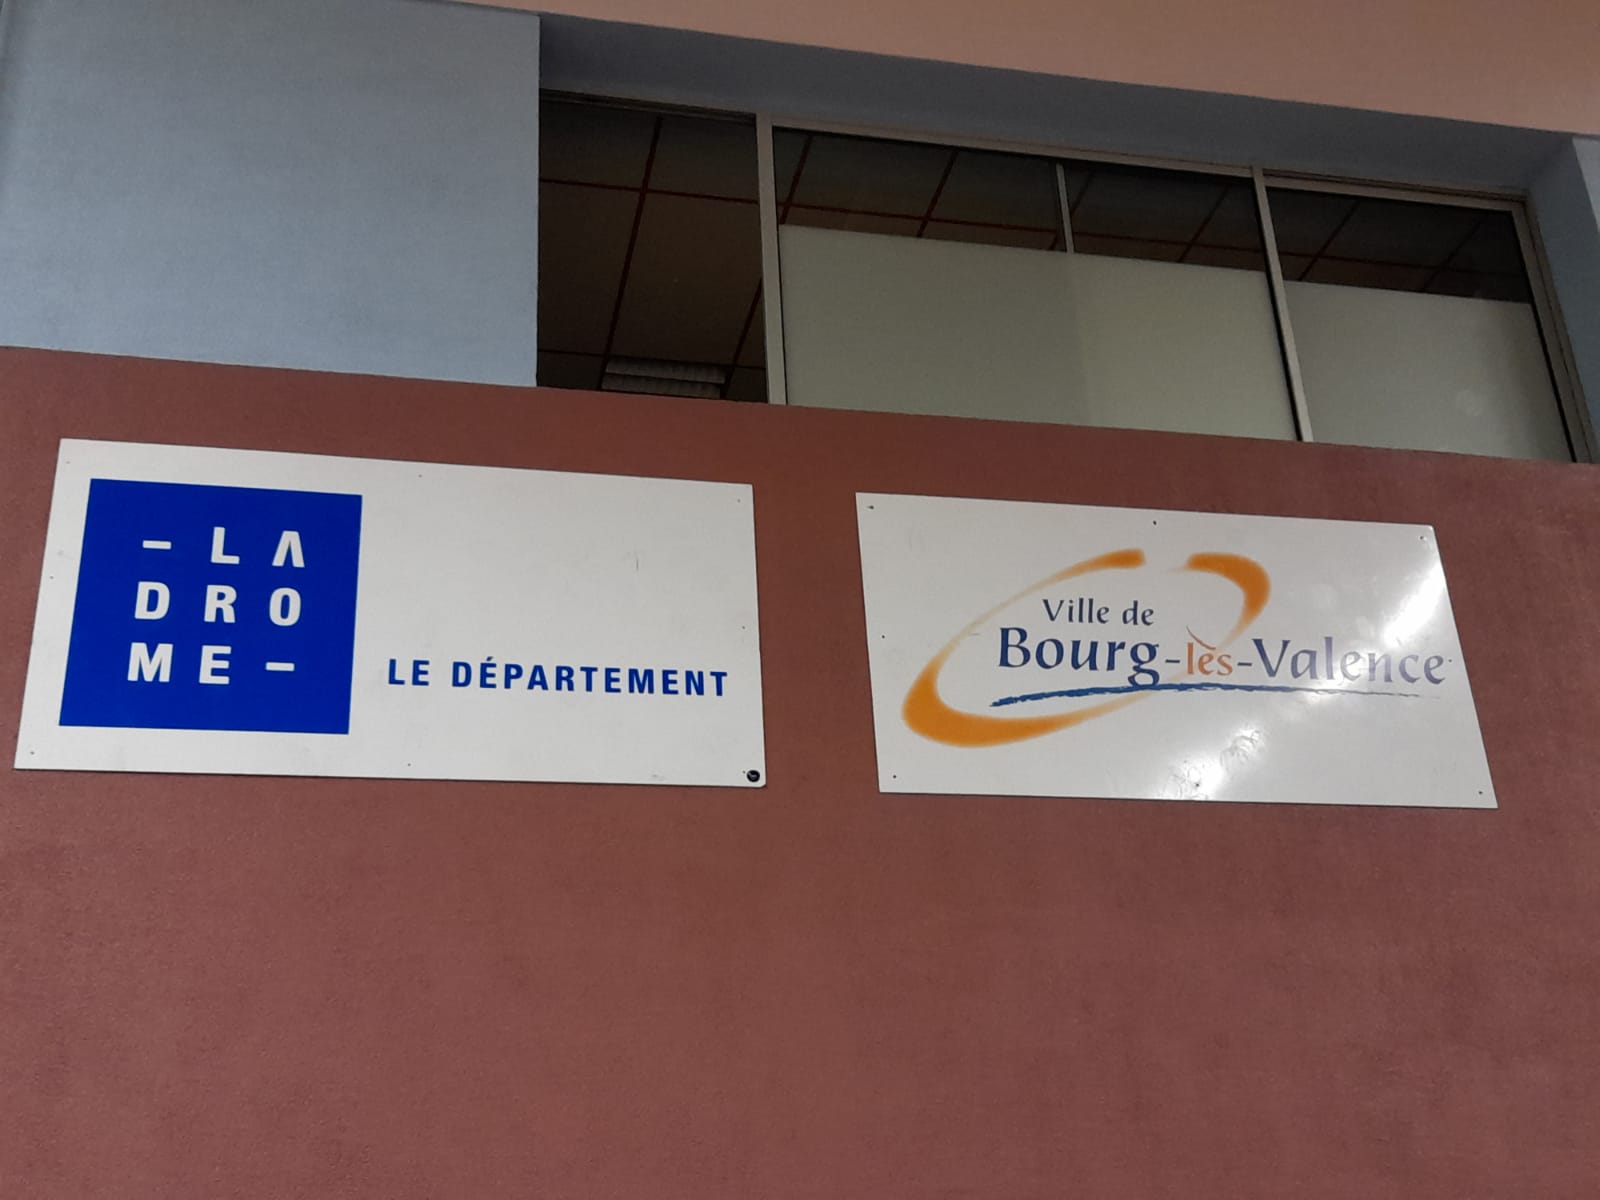 - LA
DRO
ME -
LE DÉPARTEMENT
Ville de
Bourg-lès-Valence